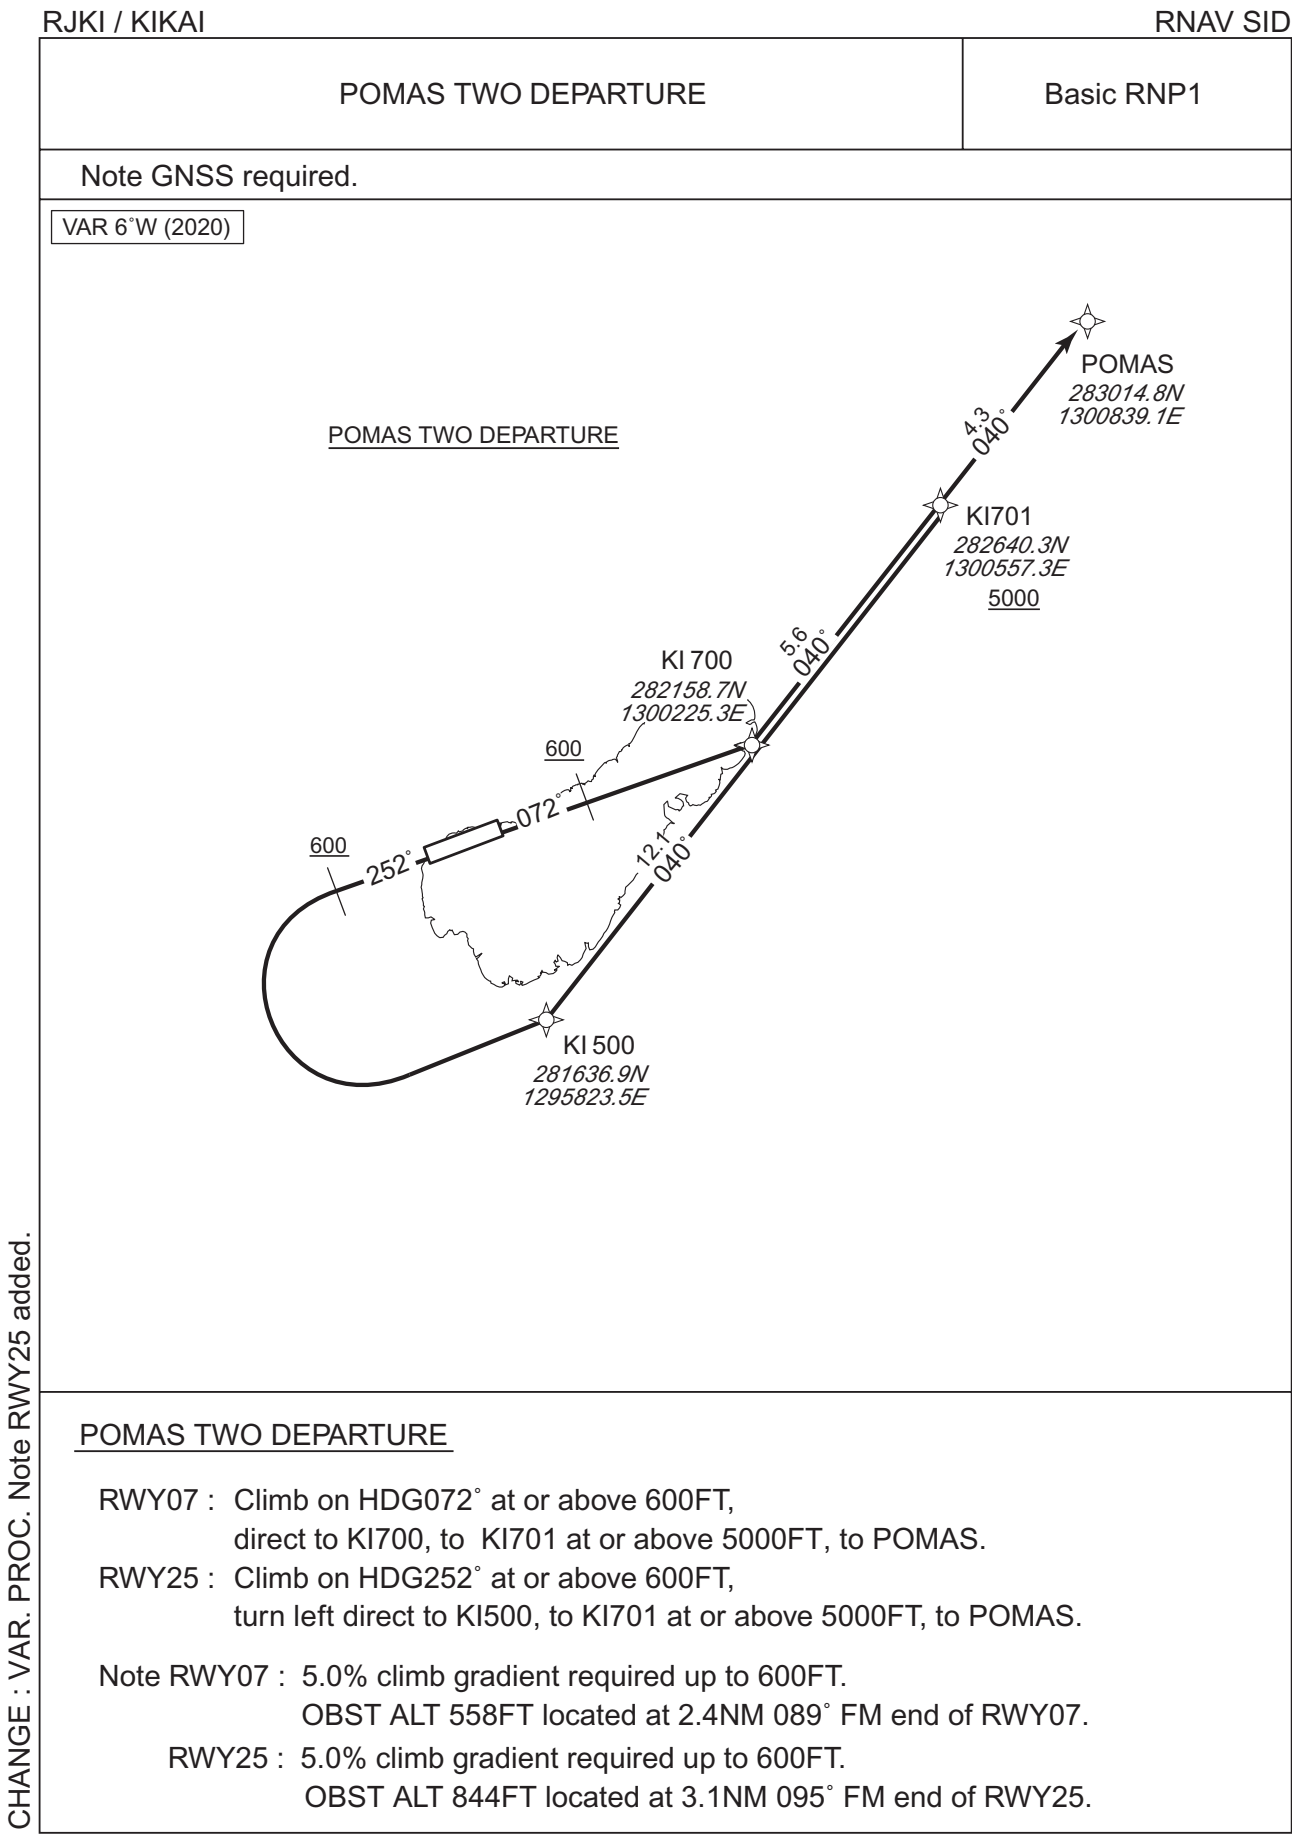 RJKI / KIKAI
RNAV SID
POMAS TWO DEPARTURE
Basic RNP1
Note GNSS required.
VAR 6˚W (2020)
POMAS
283014.8N
1300839.1E
4.3
040˚
POMAS TWO DEPARTURE
KI701
282640.3N
1300557.3E
5000
5.6
040˚
KI 700
282158.7N
1300225.3E
600
072˚
600
252˚
12.1
040˚
KI 500
281636.9N
1295823.5E
POMAS TWO DEPARTURE
RWY07 : Climb on HDG072˚ at or above 600FT,
direct to KI700, to KI701 at or above 5000FT, to POMAS.
RWY25 : Climb on HDG252˚ at or above 600FT,
turn left direct to KI500, to KI701 at or above 5000FT, to POMAS.
Note RWY07 : 5.0% climb gradient required up to 600FT.
OBST ALT 558FT located at 2.4NM 089˚ FM end of RWY07.
RWY25 : 5.0% climb gradient required up to 600FT.
OBST ALT 844FT located at 3.1NM 095˚ FM end of RWY25.
CHANGE : VAR. PROC. Note RWY25 added.